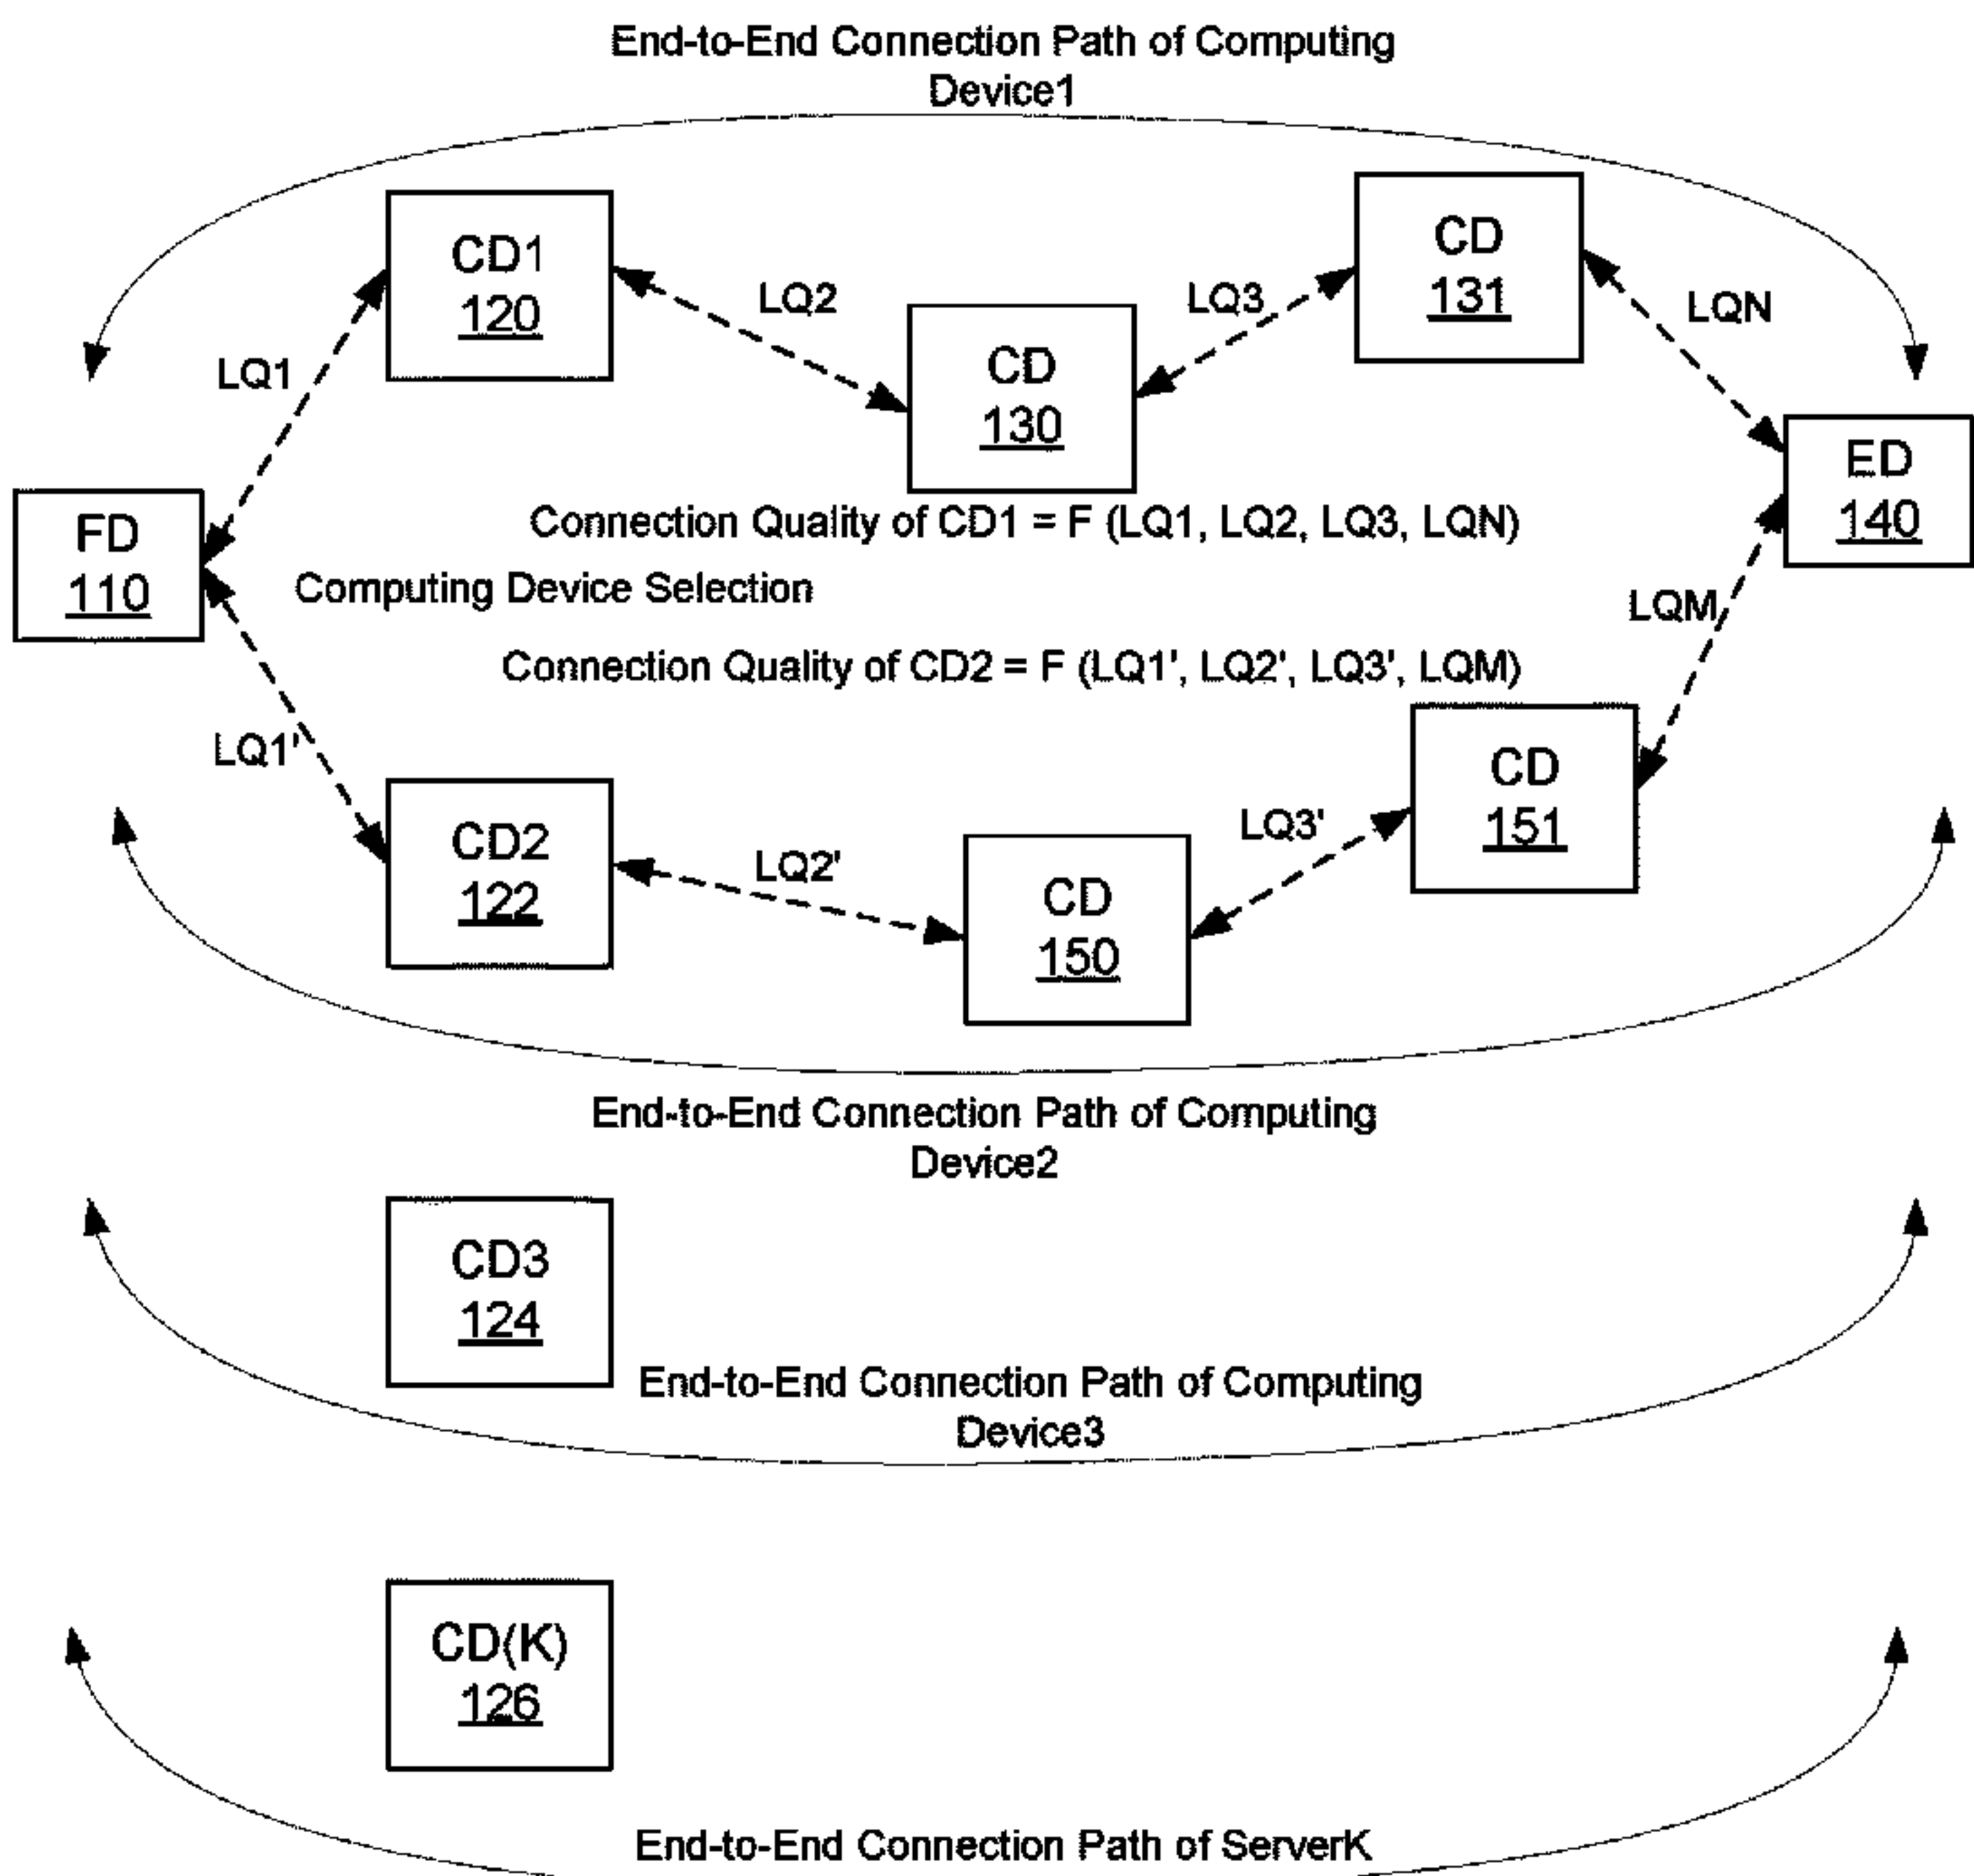 End-to-End Connection Path of Computing
Device1
CD1
120
LQ2
LQ3
CD
131
LQN
LQ1
CD
130
ED
140
FD
110
Connection Quality of CD1 = F (LQ1, LQ2, LQ3, LQN)
Computing Device Selection
LQM
Connection Quality of CD2 = F (LQ1', LQ2', LQ3', LQM)
LQ1'
CD2
122
LQ2'
LQ3'
CD
151
CD
150
End-to-End Connection Path of Computing
Device2
CD3
124
End-to-End Connection Path of Computing
Device3
CD(K)
126
End-to-End Connection Path of ServerK